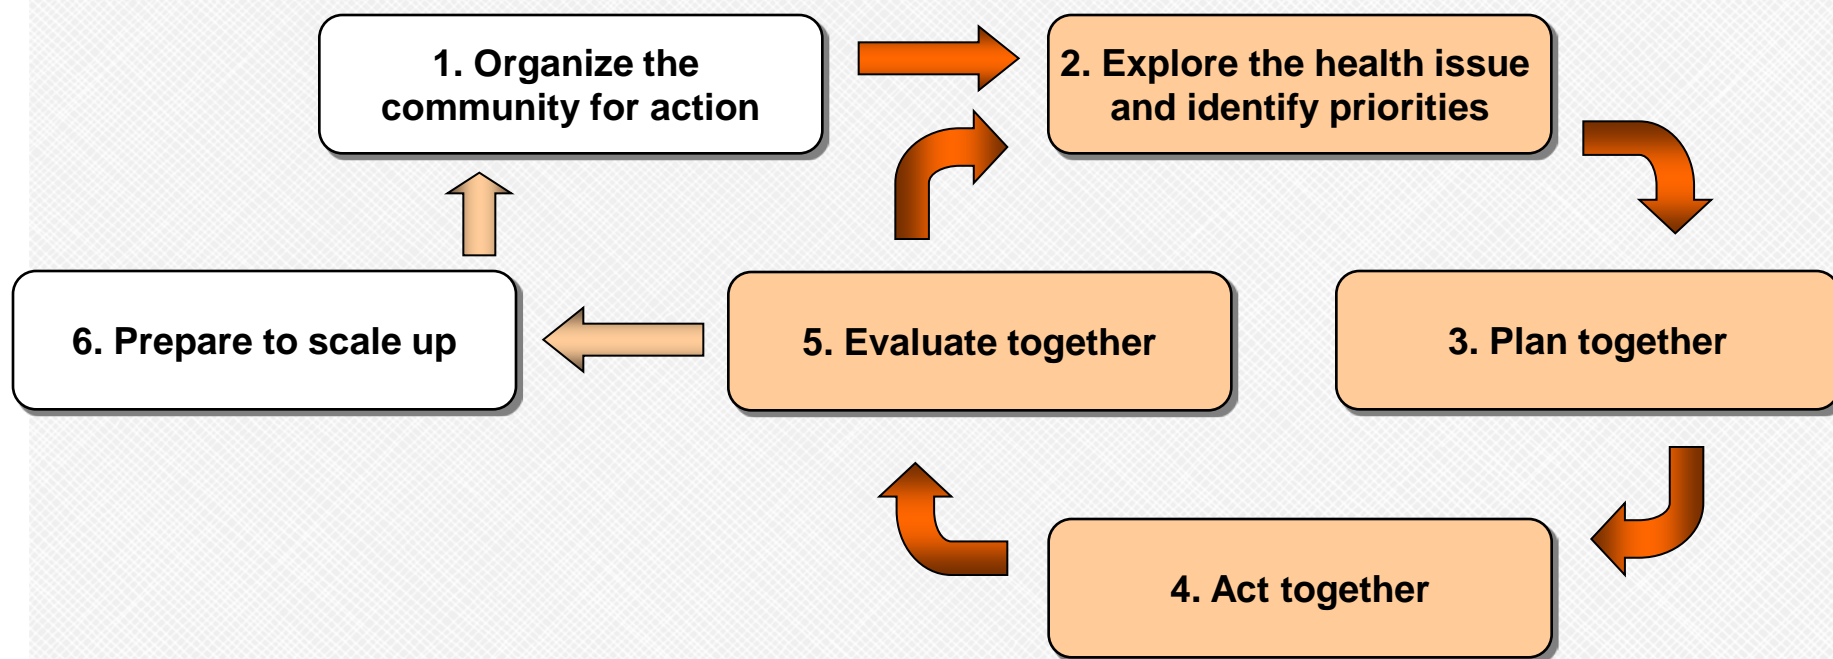 1. Organize the
community for action
2. Explore the health issue
and identify priorities
6. Prepare to scale up
5. Evaluate together
3. Plan together
4. Act together